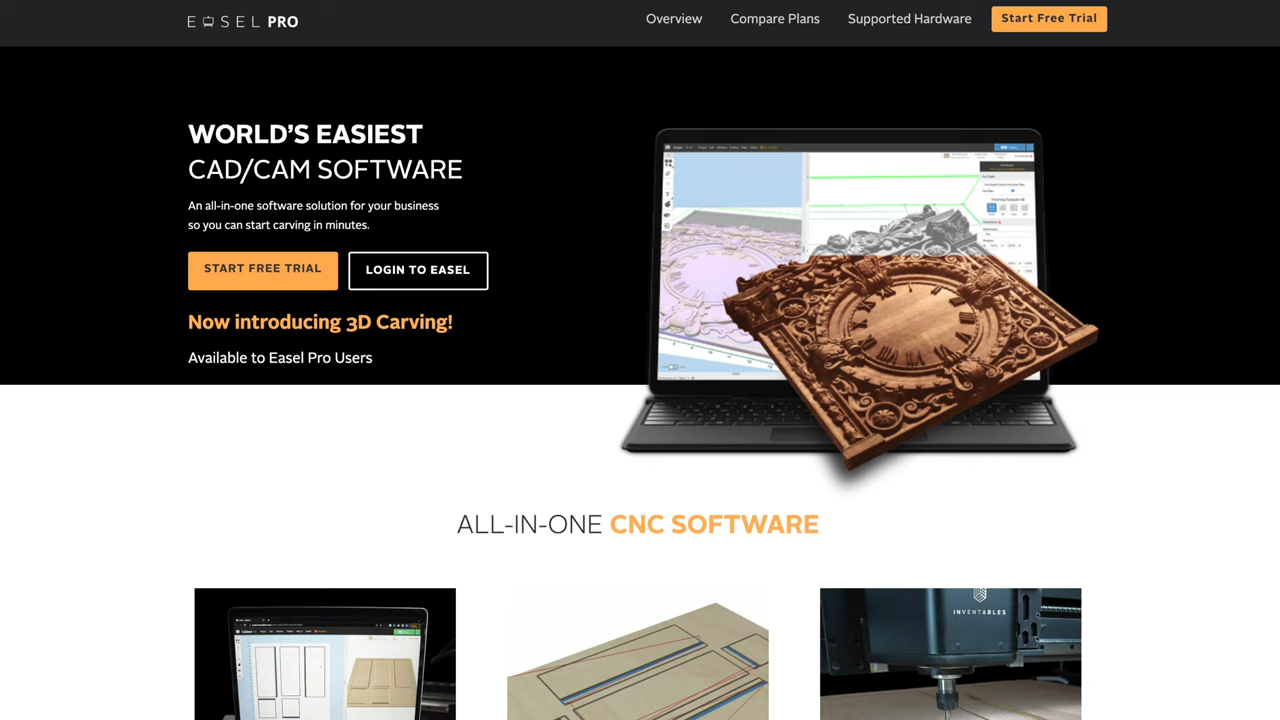 EASEL PRO
Overview
Compare Plans
Supported Hardware
Start Free Trial
WORLD'S EASIEST
CAD/CAM SOFTWARE
An all-in-one software solution for your business
so you can start carving in minutes.
START FREE TRIAL
LOGIN TO EASEL
Now introducing 3D Carving!
Available to Easel Pro Users
ALL-IN-ONE CNC SOFTWARE
INVENTABLES